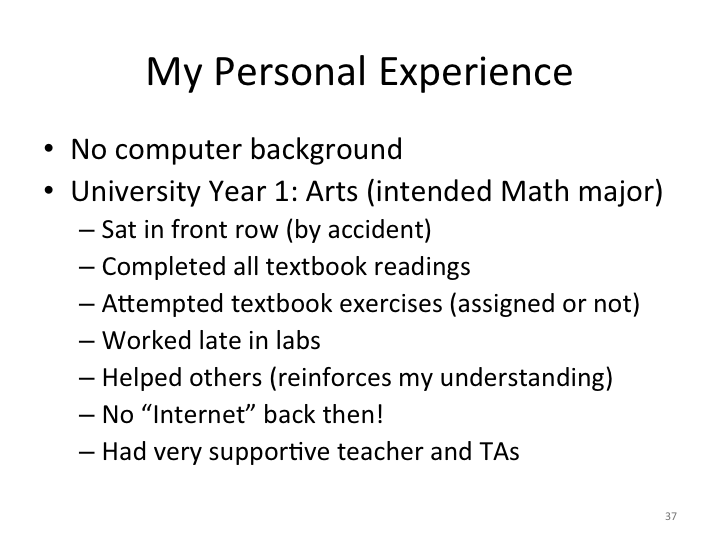 My Personal Experience
• No computer background
• University Year 1: Arts (intended Math major)
– Sat in front row (by accident)
– Completed all textbook readings
– Attempted textbook exercises (assigned or not)
– Worked late in labs
– Helped others (reinforces my understanding)
– No “Internet” back then!
– Had very supportive teacher and TAs
37